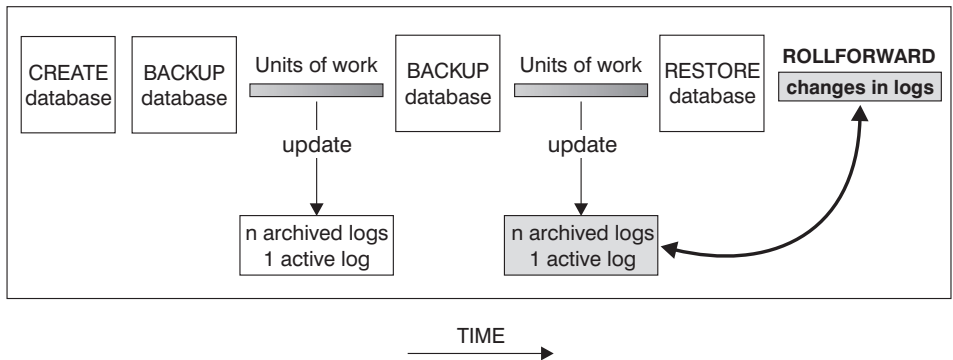 CREATE
database
BACKUP
database
Units of work
update
n archived logs
1 active log
BACKUP
database
Units of work
update
n archived logs
1 active log
RESTORE
database
ROLLFORWARD
changes in logs
TIME